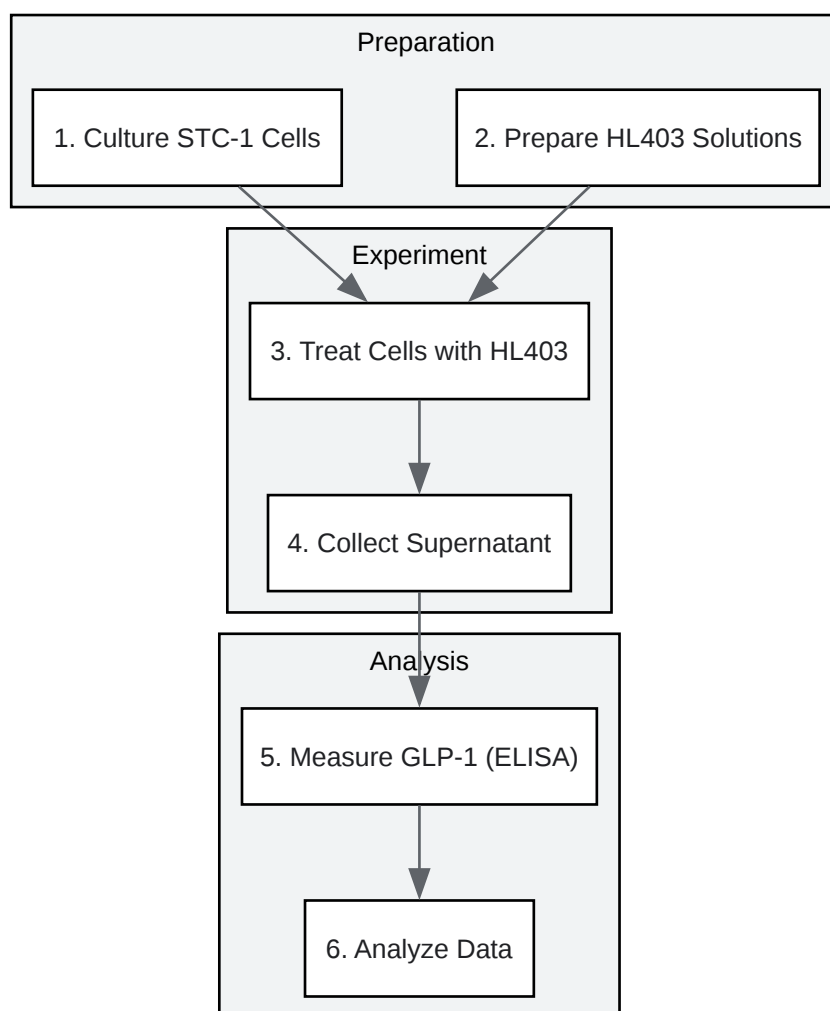 Preparation
1. Culture STC-1 Cells
2. Prepare HL403 Solutions
Experiment
3. Treat Cells with HL403
4. Collect Supernatant
Analysis
5. Measure GLP-1 (ELISA)
6. Analyze Data